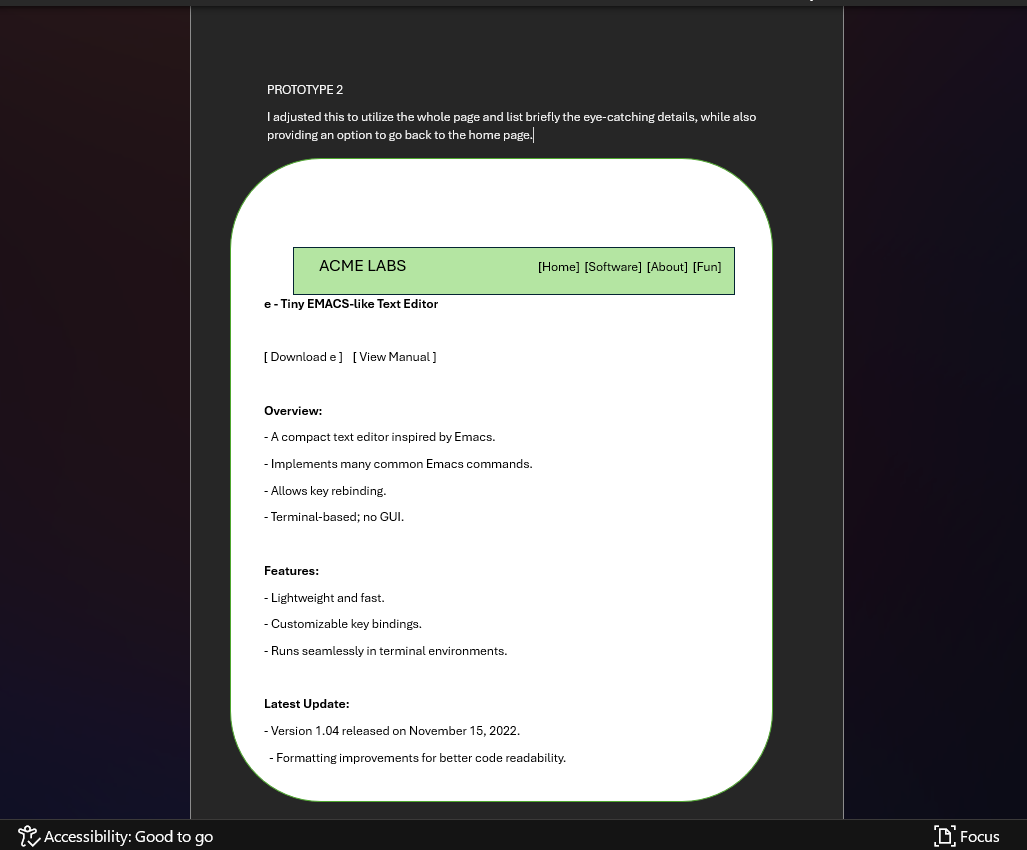 PROTOTYPE 2
I adjusted this to utilize the whole page and list briefly the eye-catching details, while also
providing an option to go back to the home page.
ACME LABS [Home] [Software] [About] [Fun]
e - Tiny EMACS-like Text Editor
[ Download e ] [ View Manual ]
Overview:
- A compact text editor inspired by Emacs.
- Implements many common Emacs commands.
- Allows key rebinding.
- Terminal-based; no GUI.
Features:
- Lightweight and fast.
- Customizable key bindings.
- Runs seamlessly in terminal environments.
Latest Update:
- Version 1.04 released on November 15, 2022.
- Formatting improvements for better code readability.
Accessibility: Good to go Focus